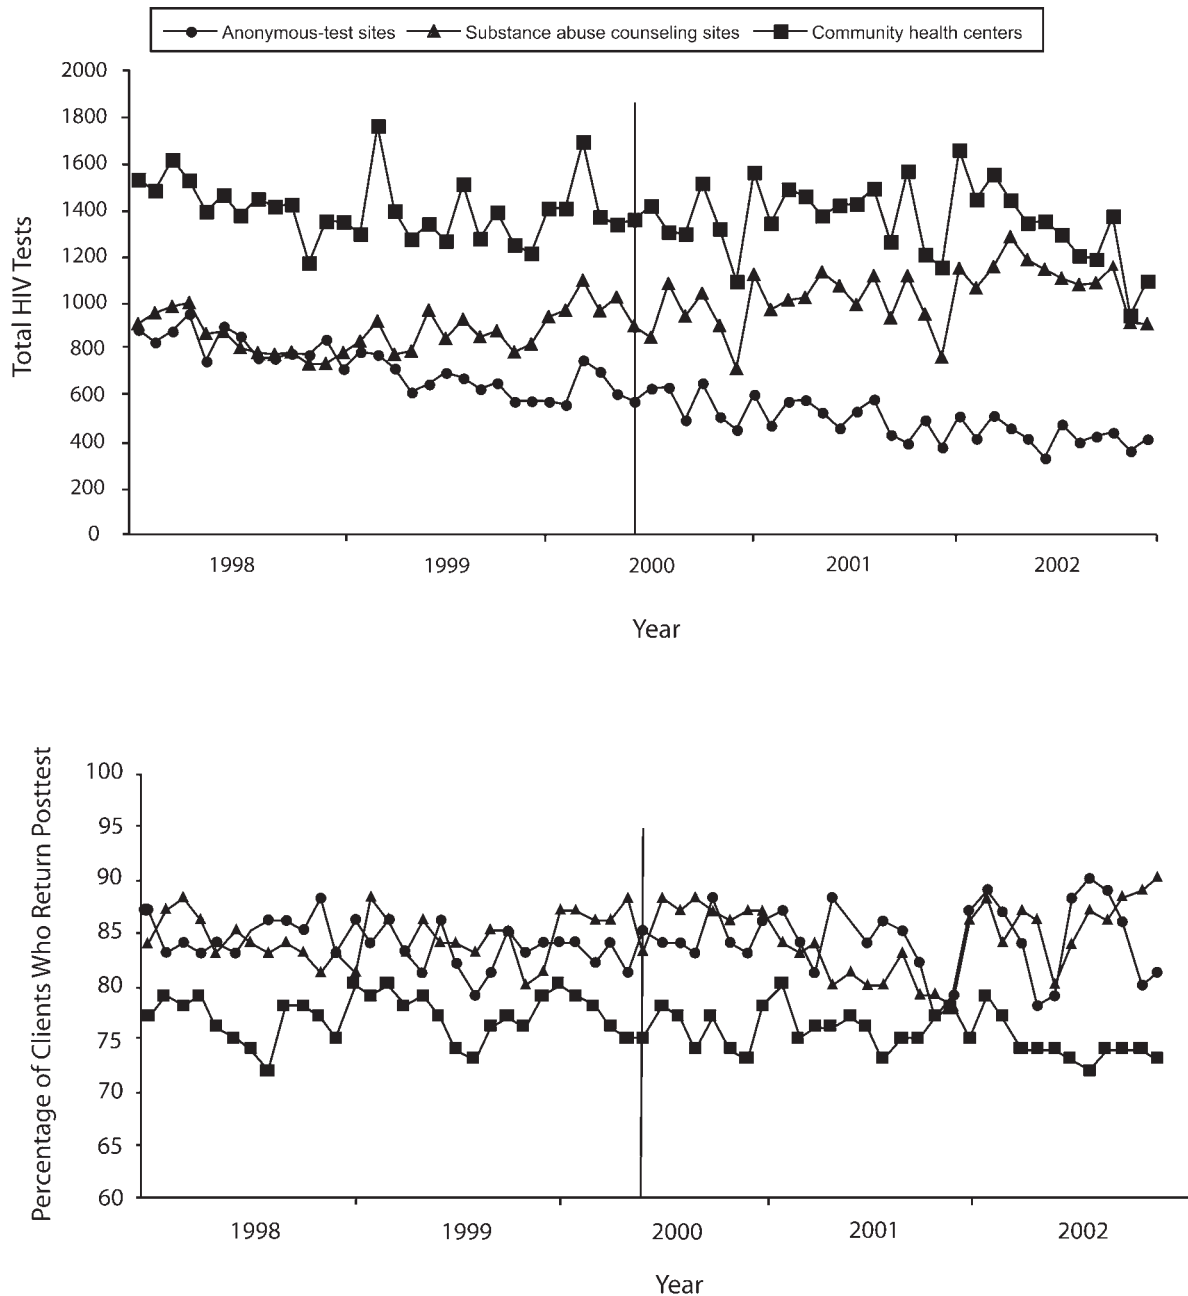 Anonymous-test sites Substance abuse counseling sites Community health centers
2000
1800
1600
1400
1200
1000
800
600
400
200
0
Total HIV Tests
1998 1999 2000 2001 2002
Year
100
95
90
85
80
75
70
65
60
Percentage of Clients Who Return Posttest
1998 1999 2000 2001 2002
Year